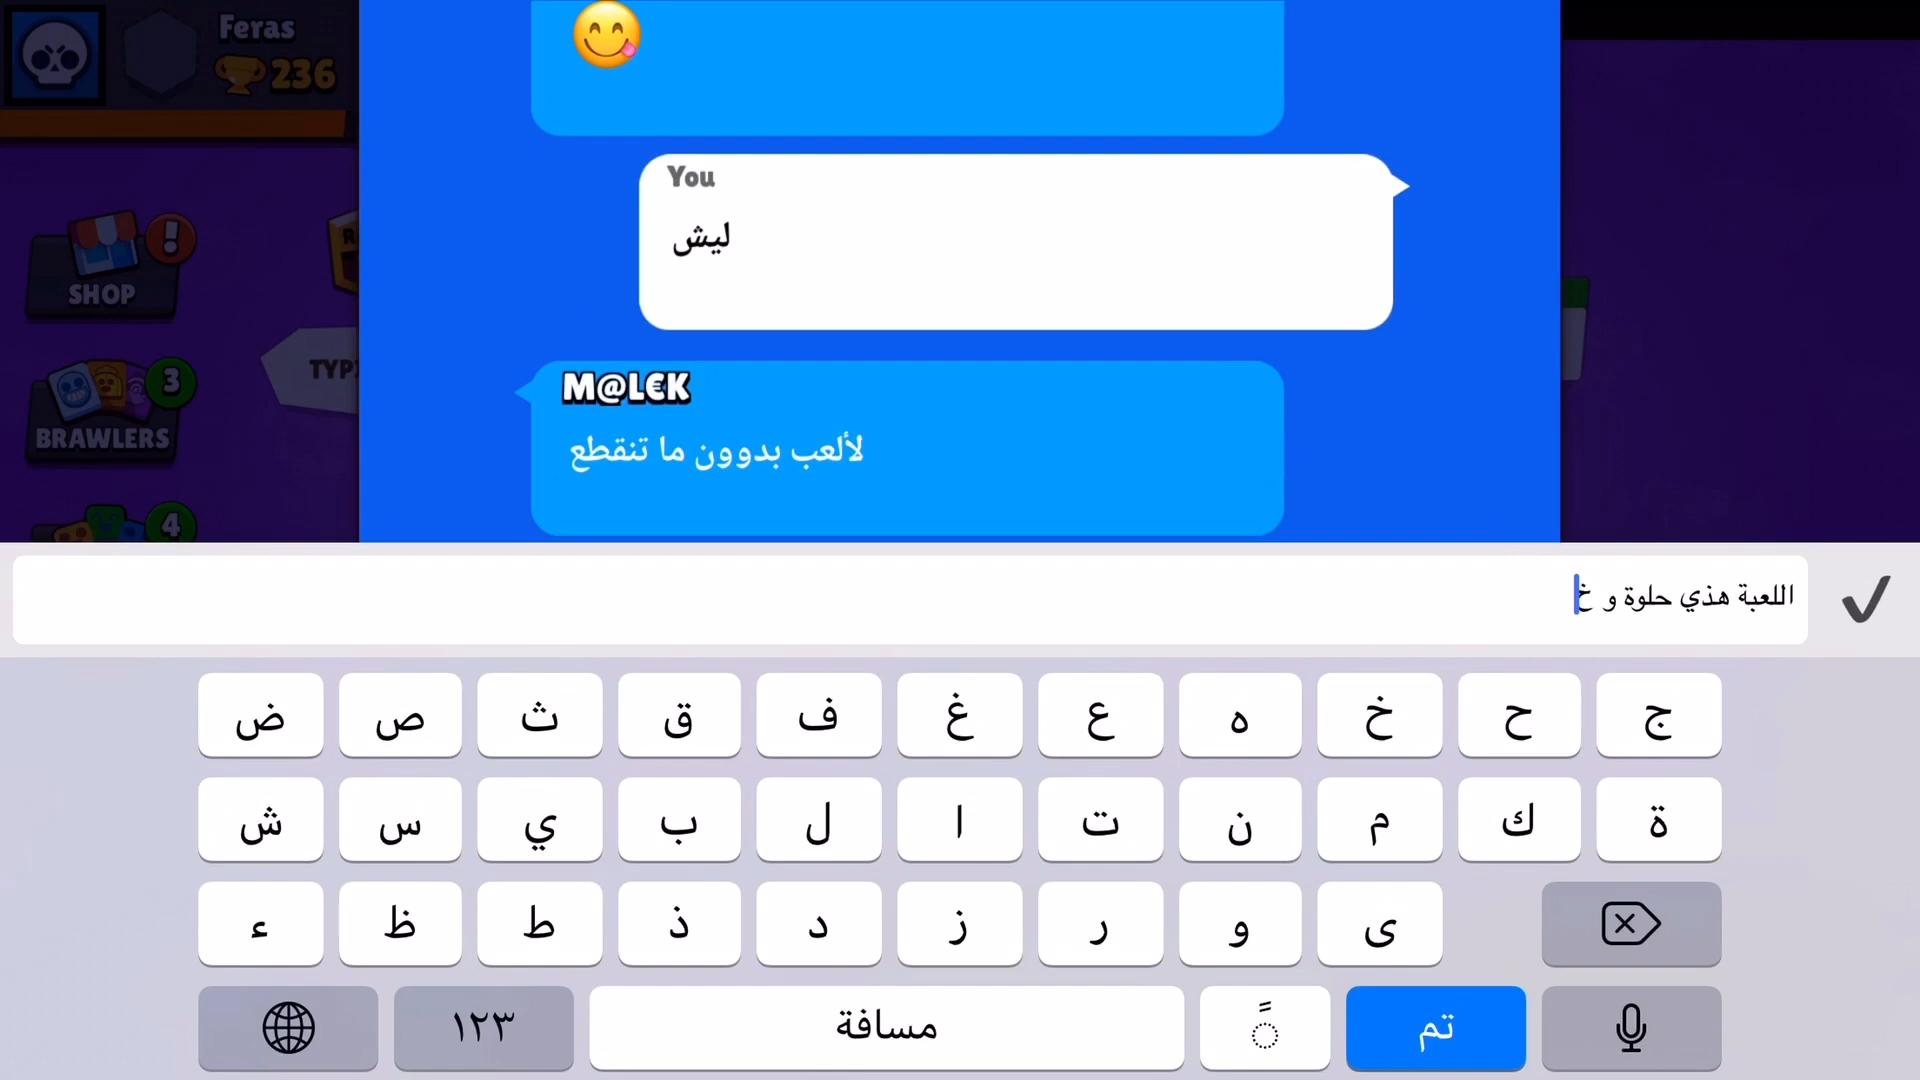 Feras
236
SHOP
3
BRAWLERS
4
You
ليش
M@L€K
لألعب بدوون ما تنقطع
اللعبة هذي حلوة و خ
ض ص ث ق ف غ ع ه خ ح ج
ش س ي ب ل ا ت ن م ك ة
ء ظ ط ذ د ز ر و ى
١٢٣ مسافة تم